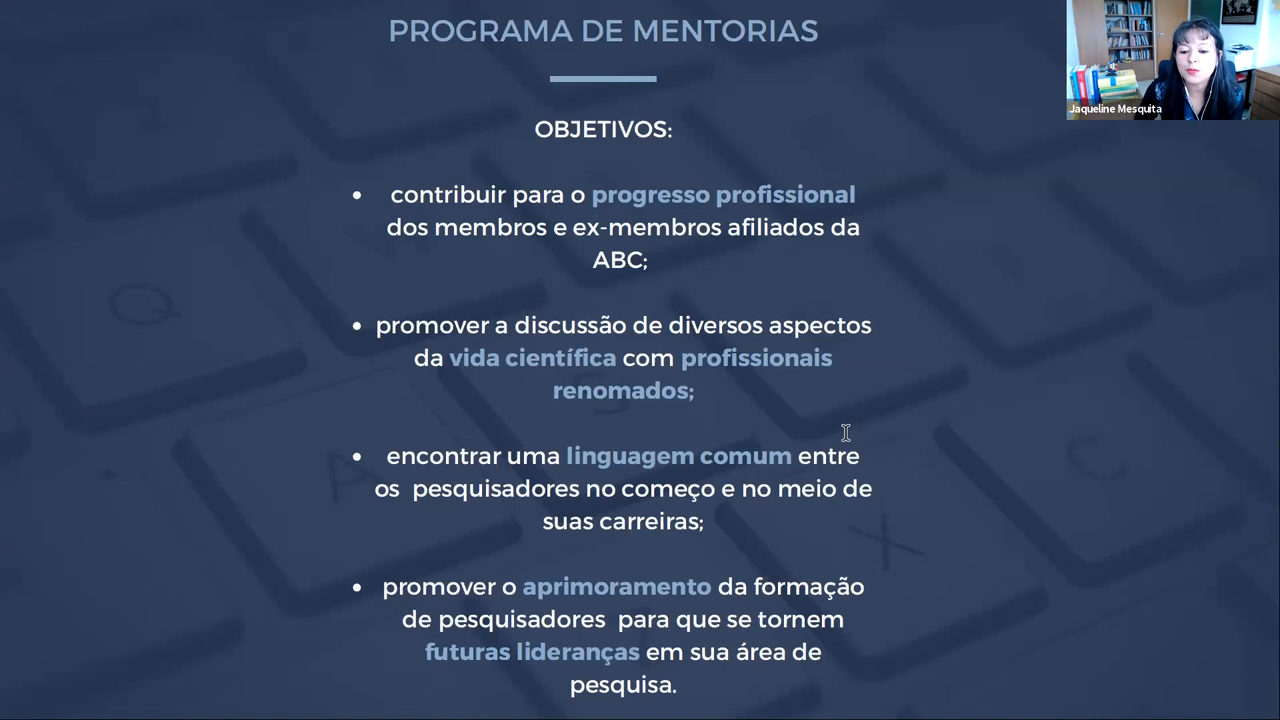 PROGRAMA DE MENTORIAS
Jaqueline Mesquita
OBJETIVOS:
• contribuir para o progresso profissional
dos membros e ex-membros afiliados da
ABC;
• promover a discussão de diversos aspectos
da vida científica com profissionais
renomados;
• encontrar uma linguagem comum entre
os pesquisadores no começo e no meio de
suas carreiras;
• promover o aprimoramento da formação
de pesquisadores para que se tornem
futuras lideranças em sua área de
pesquisa.
Q
A
S
X
C